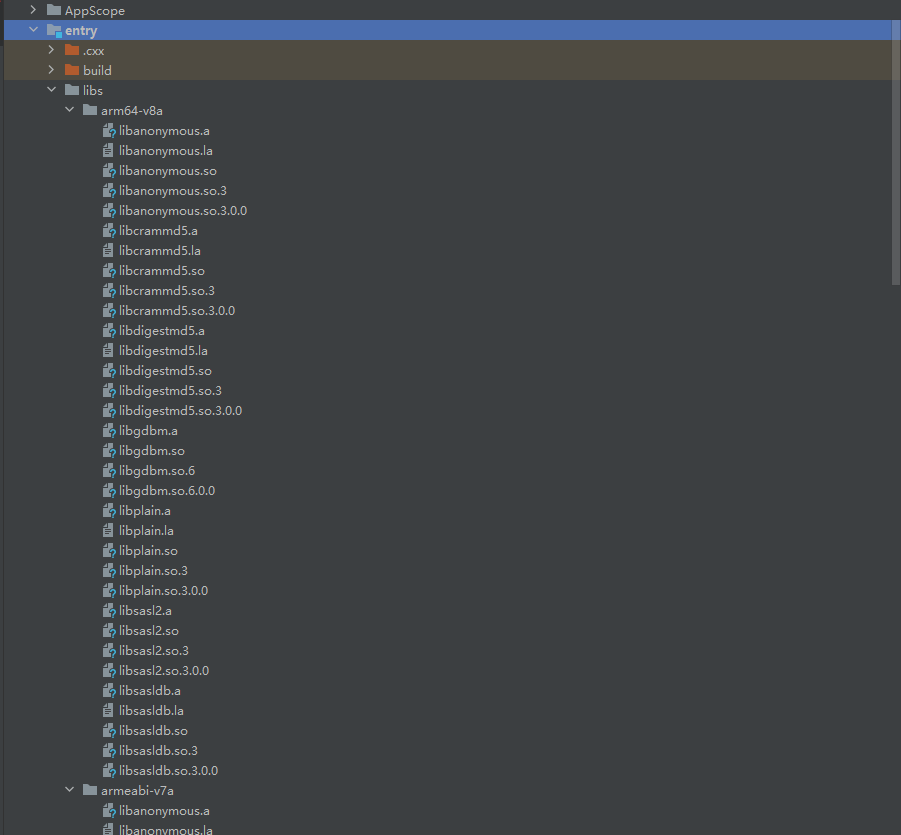 AppScope
entry
.cxx
build
libs
arm64-v8a
libanonymous.a
libanonymous.la
libanonymous.so
libanonymous.so.3
libanonymous.so.3.0.0
libcrammd5.a
libcrammd5.la
libcrammd5.so
libcrammd5.so.3
libcrammd5.so.3.0.0
libdigestmd5.a
libdigestmd5.la
libdigestmd5.so
libdigestmd5.so.3
libdigestmd5.so.3.0.0
libgdbm.a
libgdbm.so
libgdbm.so.6
libgdbm.so.6.0.0
libplain.a
libplain.la
libplain.so
libplain.so.3
libplain.so.3.0.0
libsasl2.a
libsasl2.so
libsasl2.so.3
libsasl2.so.3.0.0
libsasldb.a
libsasldb.la
libsasldb.so
libsasldb.so.3
libsasldb.so.3.0.0
armeabi-v7a
libanonymous.a
libanonymous.la